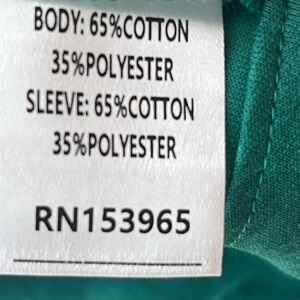 BODY: 65%COTTON
35%POLYESTER
SLEEVE: 65%COTTON
35%POLYESTER
RN153965